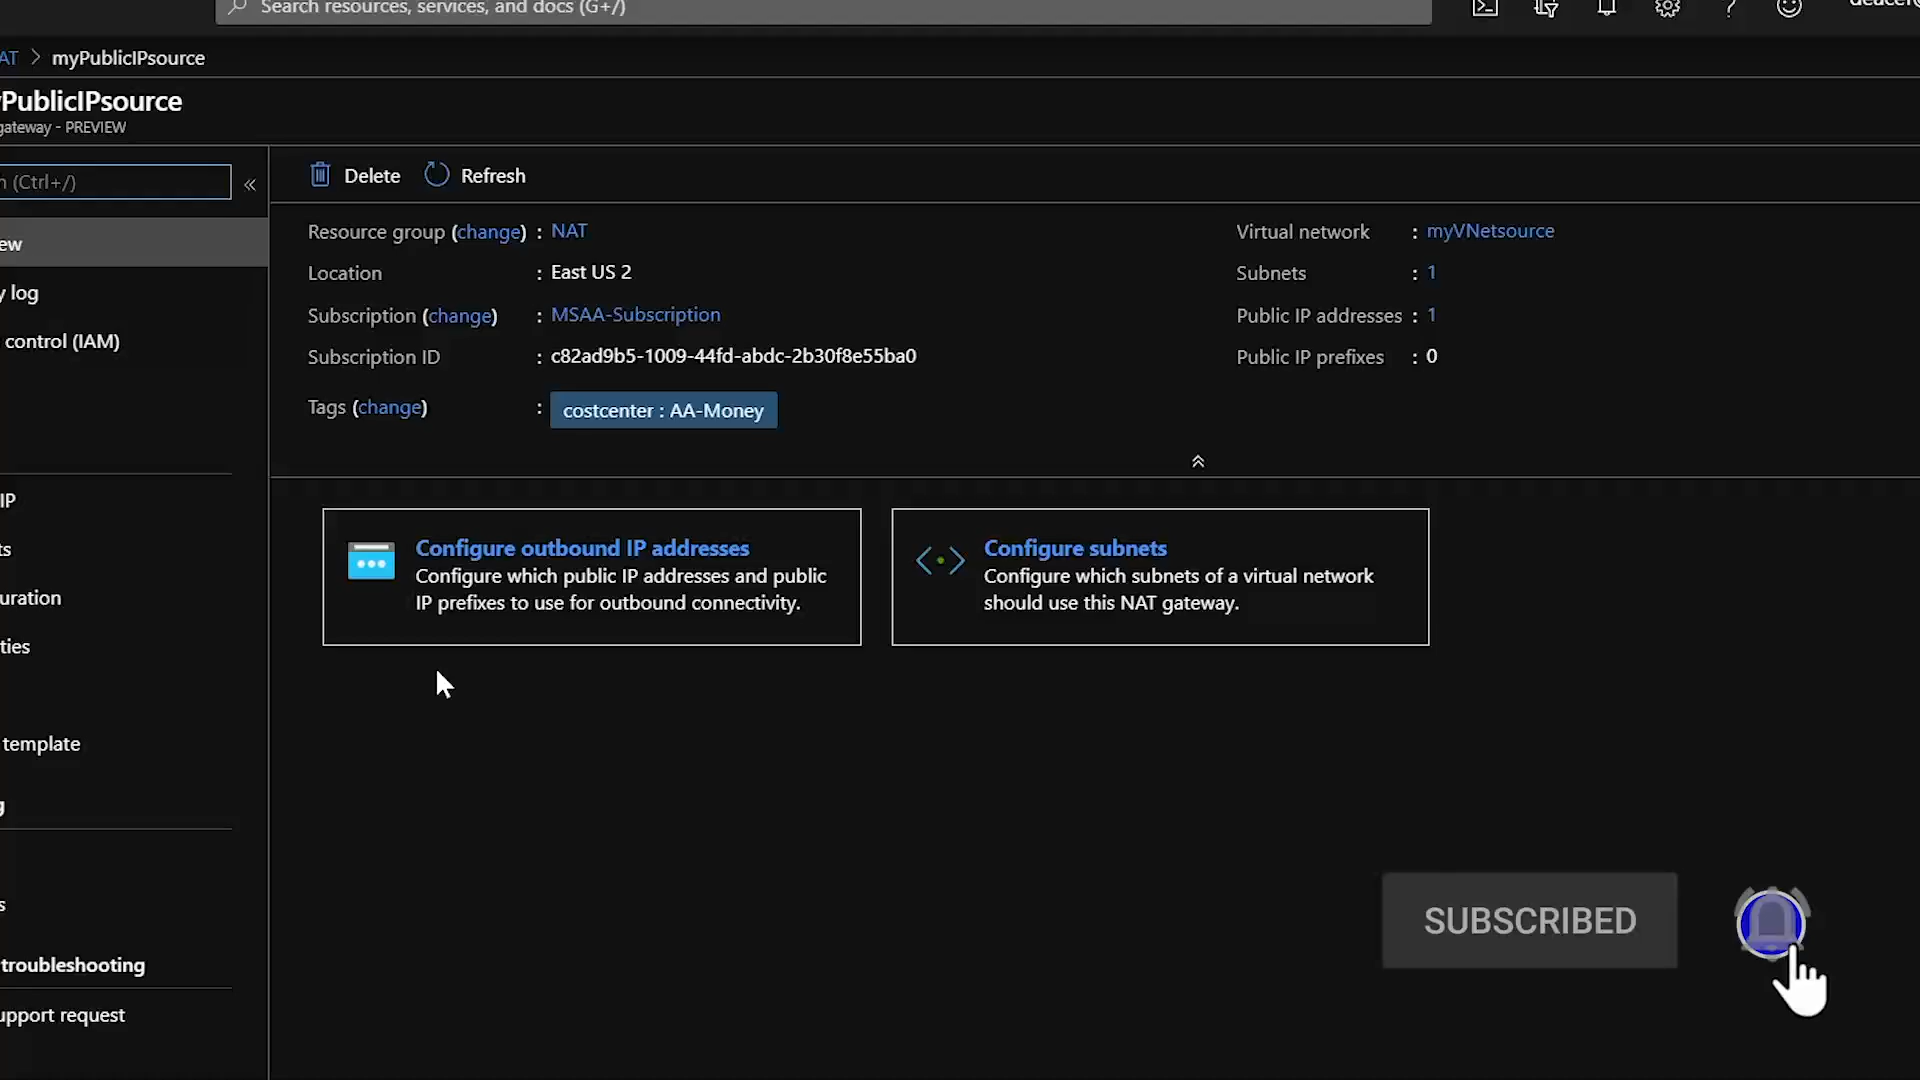 Search resources, services, and docs (G+/)
AT > myPublicIPsource
PublicIPsource
gateway - PREVIEW
(Ctrl+/)
«
Delete
Refresh
Resource group (change) : NAT
Location : East US 2
Subscription (change) : MSAA-Subscription
Subscription ID : c82ad9b5-1009-44fd-abdc-2b30f8e55ba0
Tags (change) : costcenter : AA-Money
Virtual network : myVNetsource
Subnets : 1
Public IP addresses : 1
Public IP prefixes : 0
ew
y log
control (IAM)
IP
ts
uration
ties
template
g
s
troubleshooting
upport request
Configure outbound IP addresses
Configure which public IP addresses and public
IP prefixes to use for outbound connectivity.
Configure subnets
Configure which subnets of a virtual network
should use this NAT gateway.
SUBSCRIBED